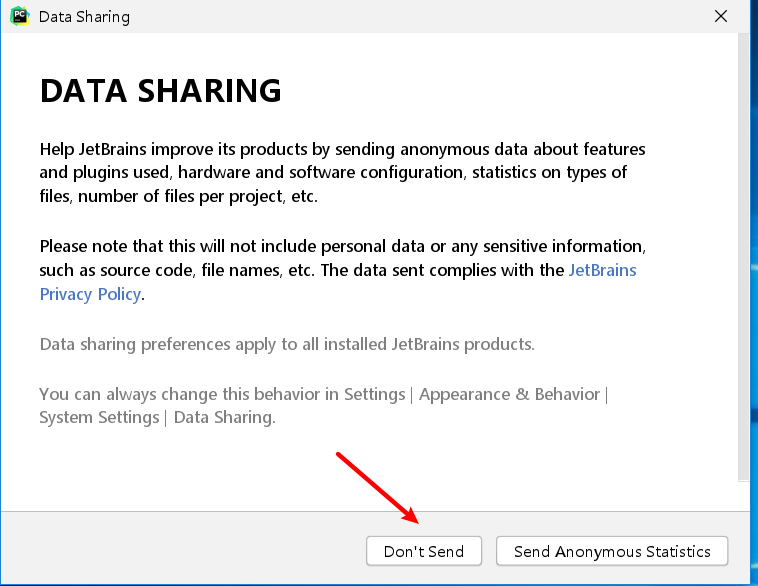 PC
Data Sharing
DATA SHARING
Help JetBrains improve its products by sending anonymous data about features
and plugins used, hardware and software configuration, statistics on types of
files, number of files per project, etc.
Please note that this will not include personal data or any sensitive information,
such as source code, file names, etc. The data sent complies with the JetBrains
Privacy Policy.
Data sharing preferences apply to all installed JetBrains products.
You can always change this behavior in Settings | Appearance & Behavior |
System Settings | Data Sharing.
Don't Send
Send Anonymous Statistics